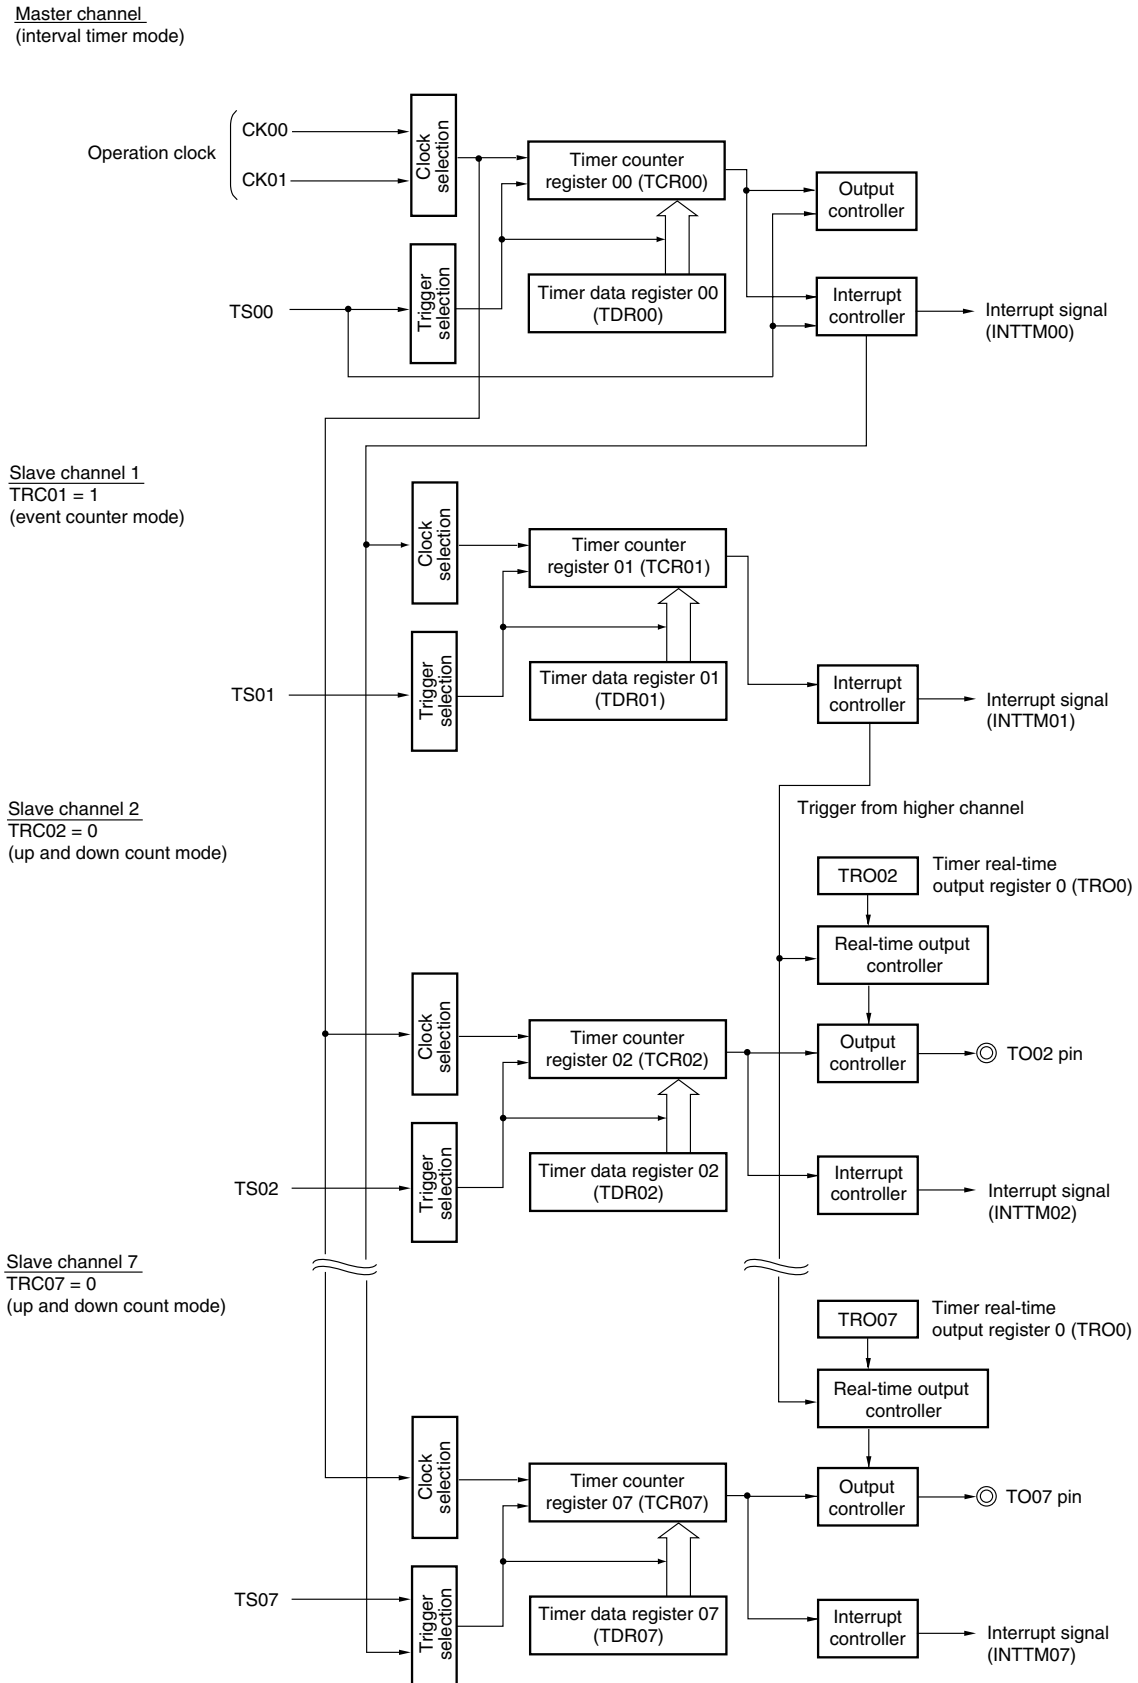 Master channel
(interval timer mode)
Operation clock
CK00
CK01
Clock
selection
Timer counter
register 00 (TCR00)
Output
controller
TS00
Trigger
selection
Timer data register 00
(TDR00)
Interrupt
controller
Interrupt signal
(INTTM00)
Slave channel 1
TRC01 = 1
(event counter mode)
Clock
selection
Timer counter
register 01 (TCR01)
TS01
Trigger
selection
Timer data register 01
(TDR01)
Interrupt
controller
Interrupt signal
(INTTM01)
Slave channel 2
TRC02 = 0
(up and down count mode)
Trigger from higher channel
TRO02
Timer real-time
output register 0 (TRO0)
Real-time output
controller
Clock
selection
Timer counter
register 02 (TCR02)
Output
controller
TO02 pin
TS02
Trigger
selection
Timer data register 02
(TDR02)
Interrupt
controller
Interrupt signal
(INTTM02)
Slave channel 7
TRC07 = 0
(up and down count mode)
TRO07
Timer real-time
output register 0 (TRO0)
Real-time output
controller
Clock
selection
Timer counter
register 07 (TCR07)
Output
controller
TO07 pin
TS07
Trigger
selection
Timer data register 07
(TDR07)
Interrupt
controller
Interrupt signal
(INTTM07)